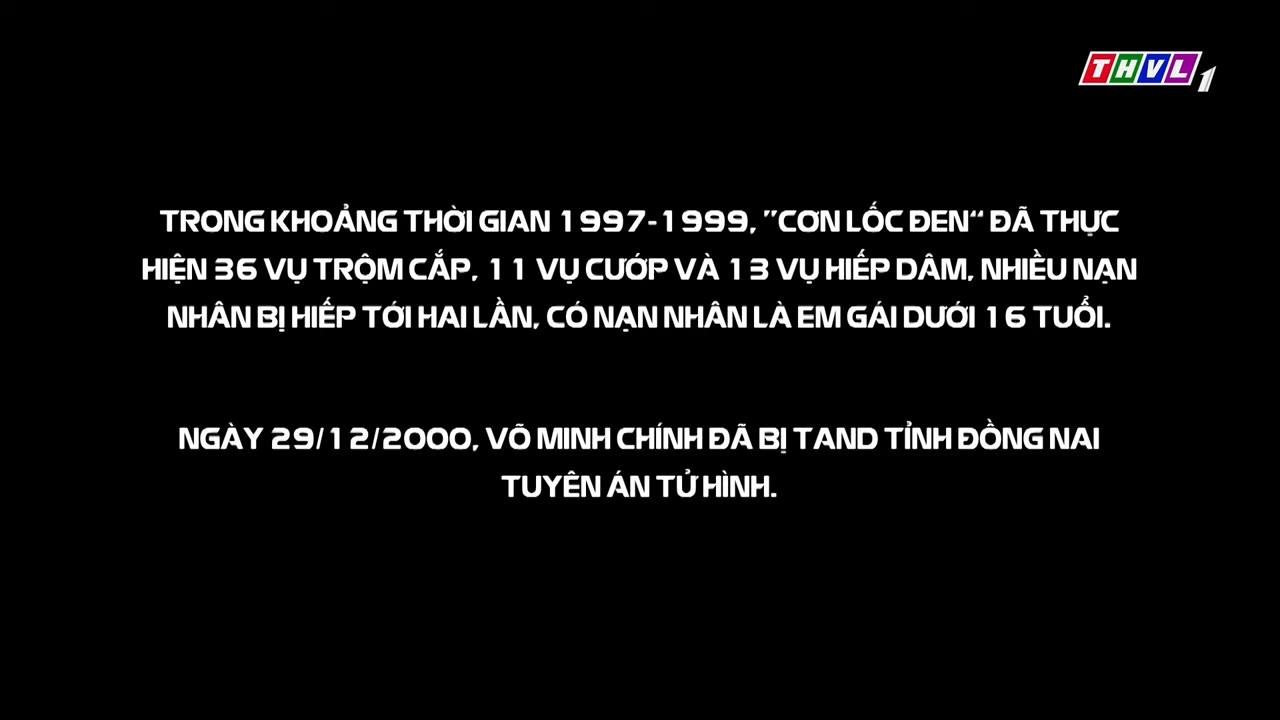 THVL1
TRONG KHOẢNG THỜI GIAN 1997-1999, "CƠN LỐC ĐEN" ĐÃ THỰC
HIỆN 36 VỤ TRỘM CẮP, 11 VỤ CƯỚP VÀ 13 VỤ HIẾP DÂM, NHIỀU NẠN
NHÂN BỊ HIẾP TỚI HAI LẦN, CÓ NẠN NHÂN LÀ EM GÁI DƯỚI 16 TUỔI.
NGÀY 29/12/2000, VÕ MINH CHÍNH ĐÃ BỊ TAND TỈNH ĐỒNG NAI
TUYÊN ÁN TỬ HÌNH.